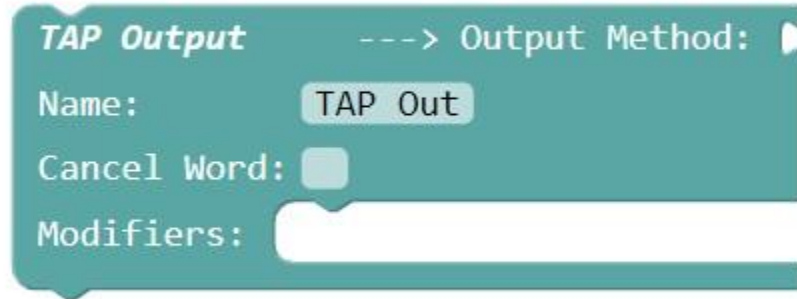 TAP Output ---> Output Method:
Name: TAP Out
Cancel Word:
Modifiers: